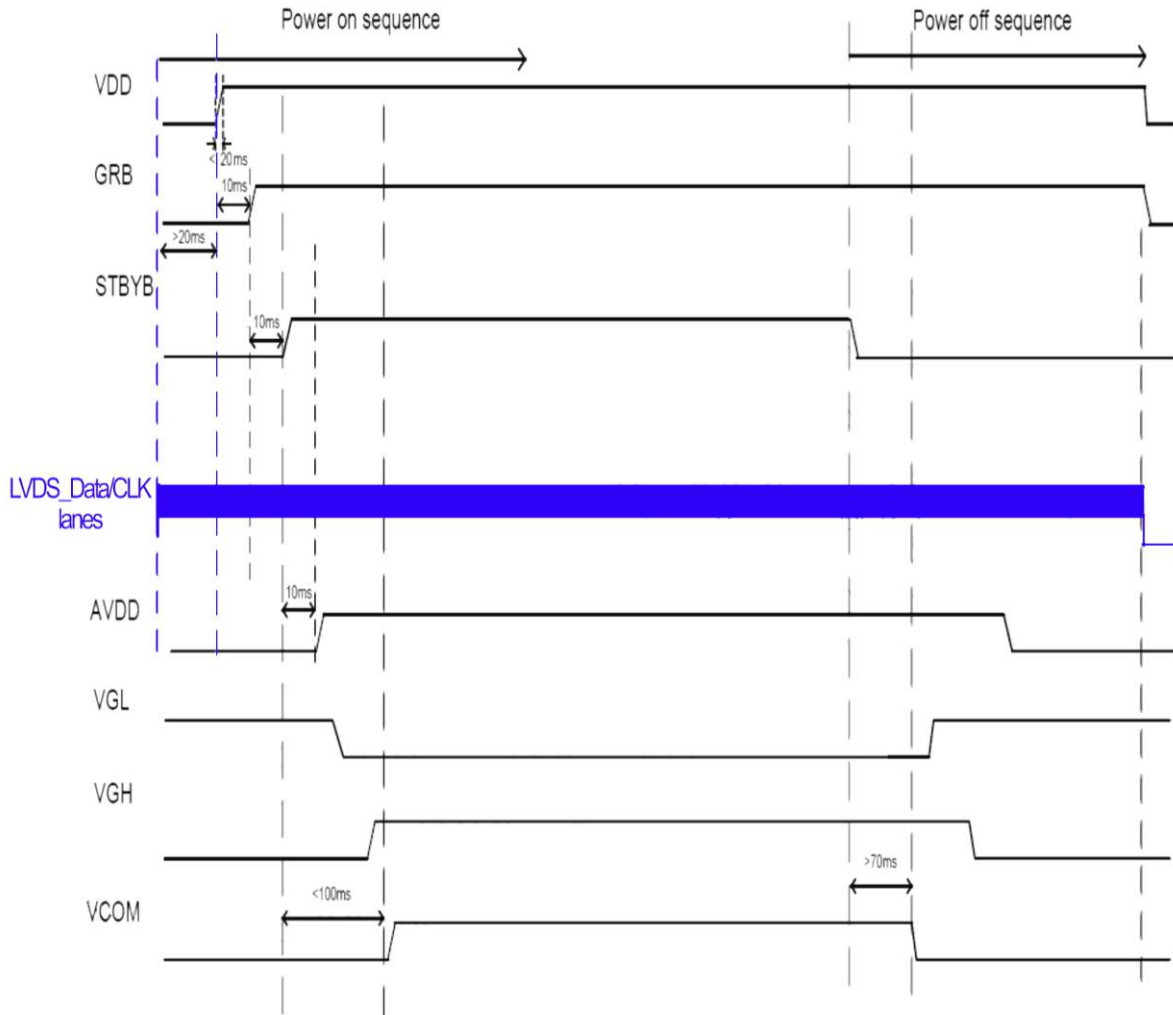 Power on sequence
Power off sequence
VDD
< 20ms
GRB
10ms
>20ms
STBYB
10ms
LVDS_Data/CLK
lanes
10ms
AVDD
VGL
VGH
>70ms
<100ms
VCOM